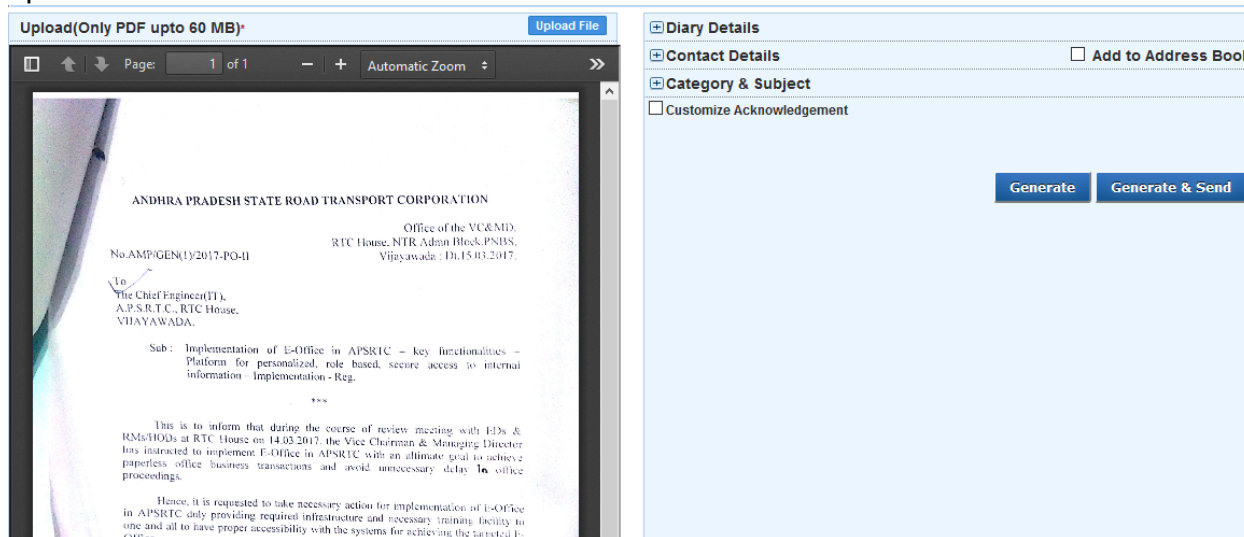 Upload(Only PDF upto 60 MB)*
Upload File
Page: 1 of 1
Automatic Zoom
ANDHRA PRADESH STATE ROAD TRANSPORT CORPORATION
Office of the VC&MD,
RTC House, NTR Admn Block,PNBS,
No.AMP/GEN(1)/2017-PO-II
Vijayawada : Dt.15.03.2017.
To
The Chief Engineer(IT),
A.P.S.R.T.C., RTC House,
VIJAYAWADA.
Sub : Implementation of E-Office in APSRTC – key functionalities –
Platform for personalized, role based, secure access to internal
information – Implementation - Reg.
***
This is to inform that during the course of review meeting with EDs &
RMs/HODs at RTC House on 14.03.2017, the Vice Chairman & Managing Director
has instructed to implement E-Office in APSRTC with an ultimate goal to achieve
paperless office business transactions and avoid unnecessary delay in office
proceedings.
Hence, it is requested to take necessary action for implementation of E-Office
in APSRTC duly providing required infrastructure and necessary training facility to
one and all to have proper accessibility with the systems for achieving the targeted E-
Diary Details
Contact Details
Add to Address Book
Category & Subject
Customize Acknowledgement
Generate
Generate & Send